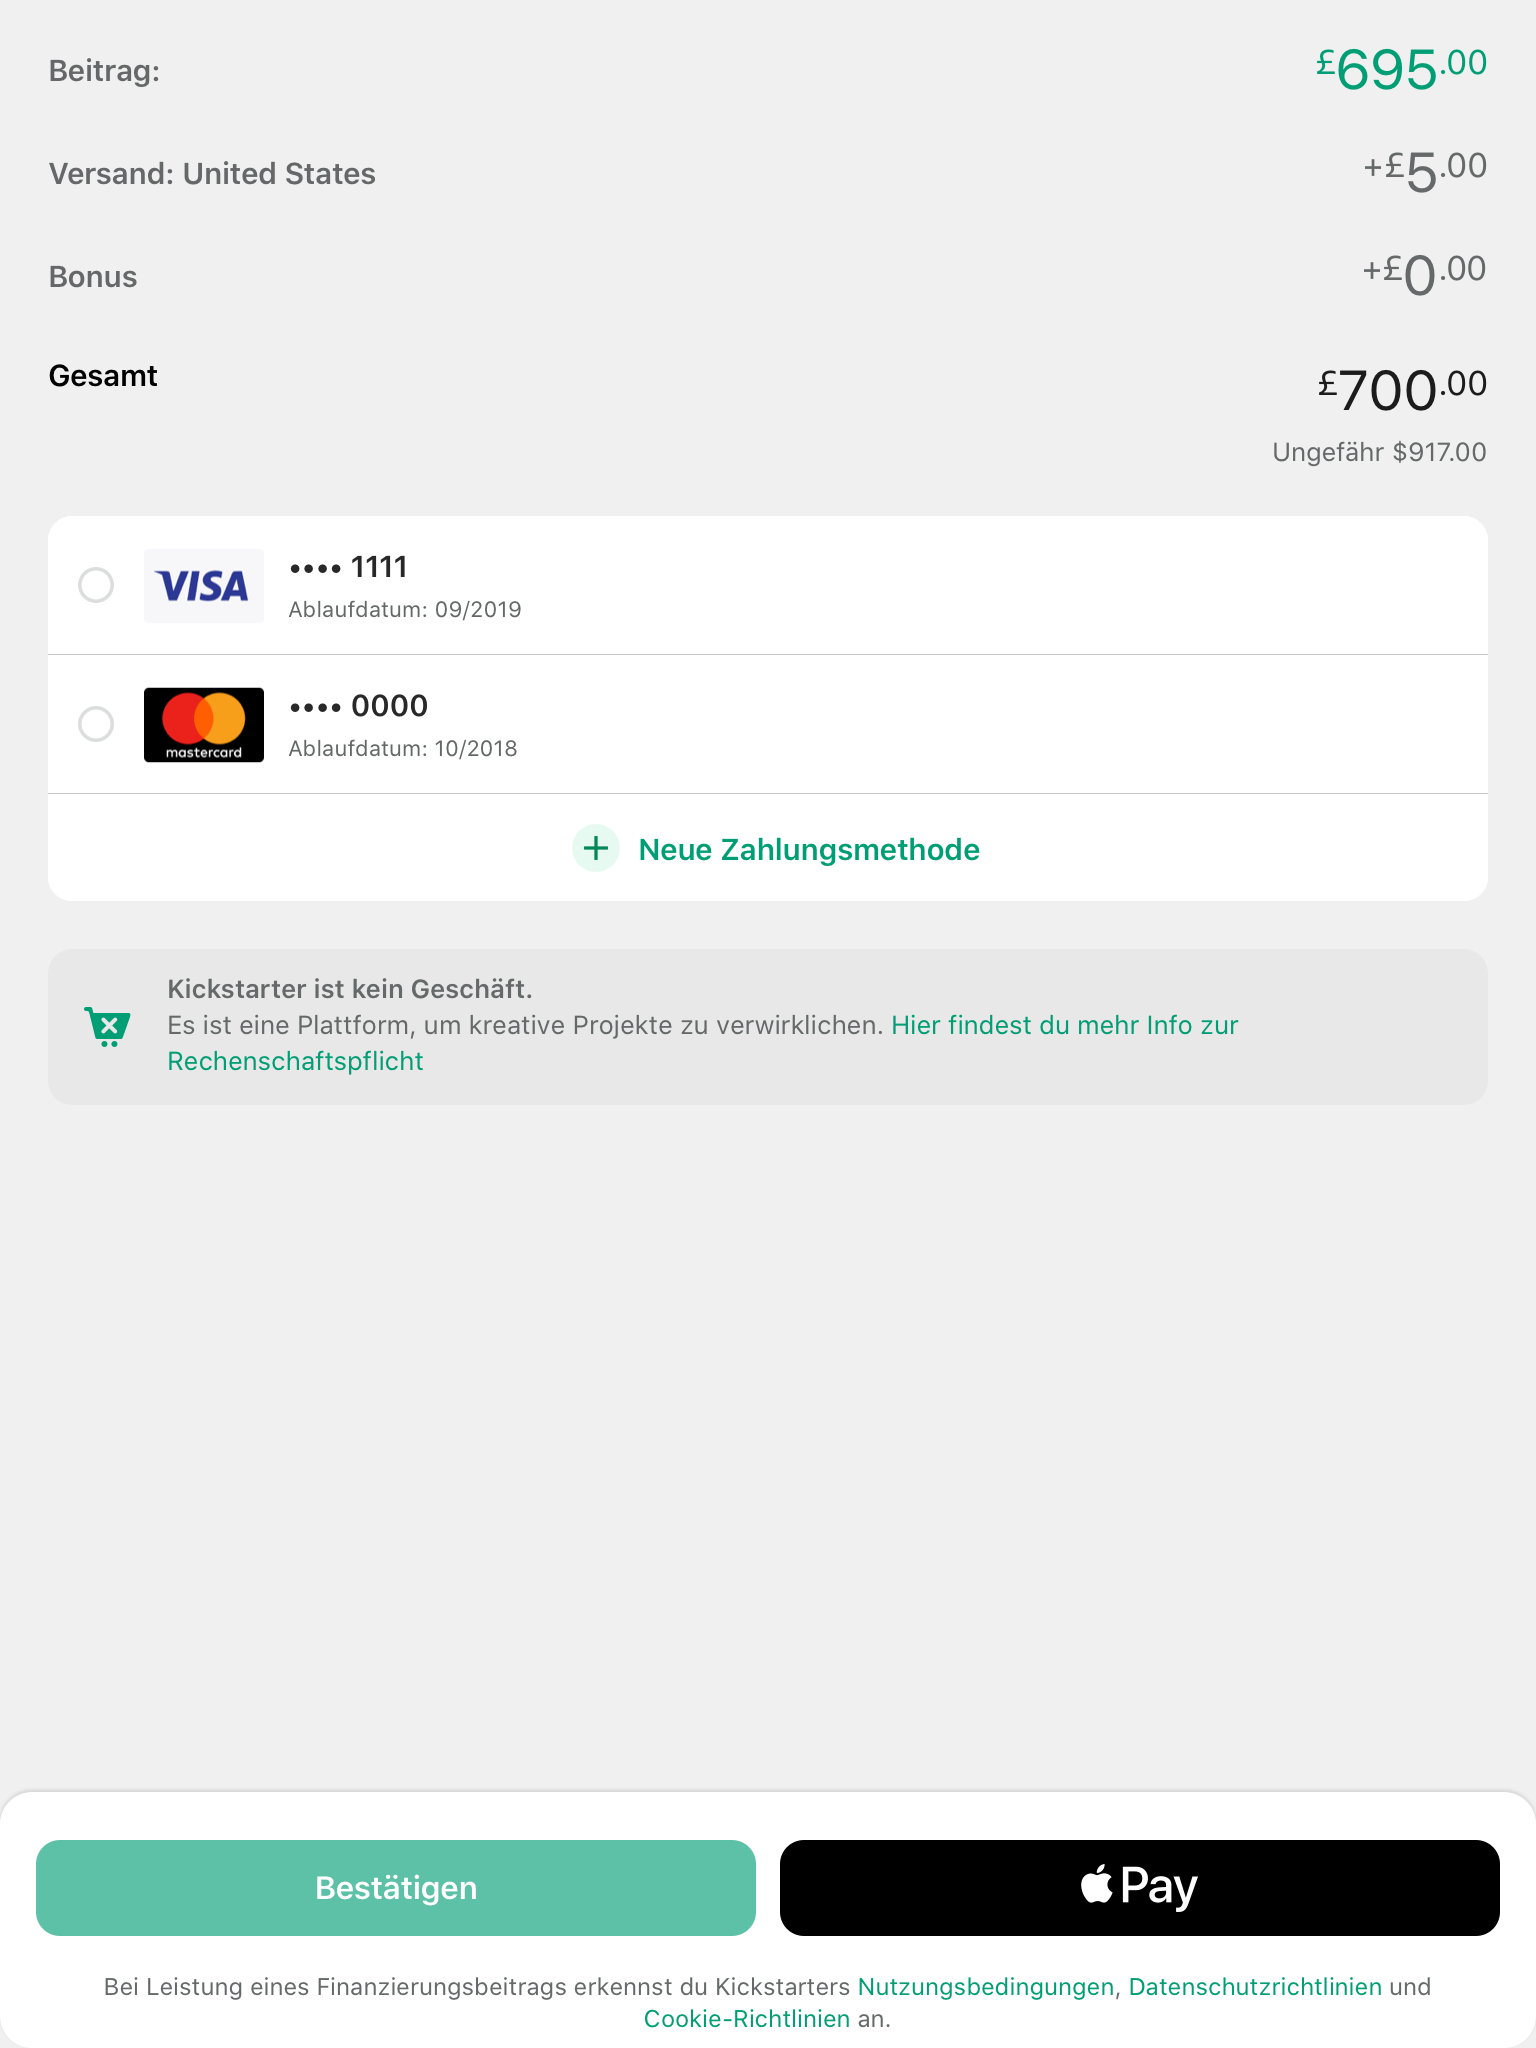 Beitrag: £695.00
Versand: United States +£5.00
Bonus +£0.00
Gesamt £700.00
Ungefähr $917.00
VISA •••• 1111
Ablaufdatum: 09/2019
mastercard •••• 0000
Ablaufdatum: 10/2018
+ Neue Zahlungsmethode
Kickstarter ist kein Geschäft.
Es ist eine Plattform, um kreative Projekte zu verwirklichen. Hier findest du mehr Info zur
Rechenschaftspflicht
Bestätigen
Pay
Bei Leistung eines Finanzierungsbeitrags erkennst du Kickstarters Nutzungsbedingungen, Datenschutzrichtlinien und
Cookie-Richtlinien an.